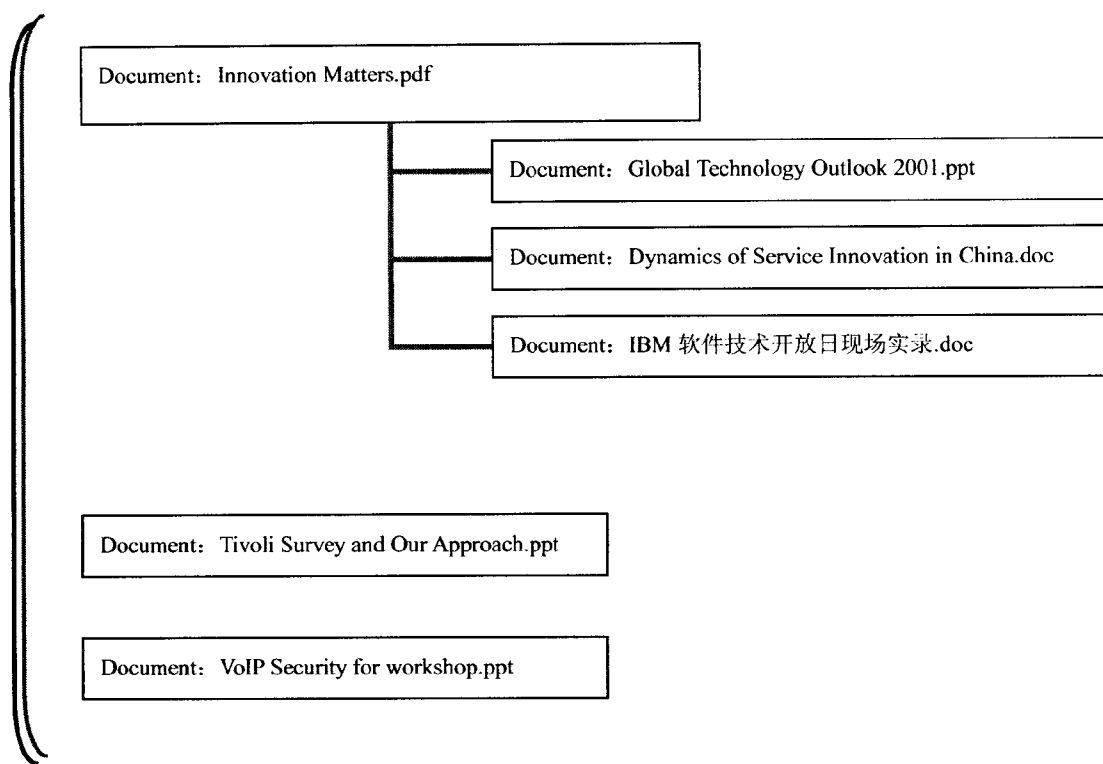 Document: Innovation Matters.pdf
Document: Global Technology Outlook 2001.ppt
Document: Dynamics of Service Innovation in China.doc
Document: IBM 软件技术开放日现场实录.doc
Document: Tivoli Survey and Our Approach.ppt
Document: VoIP Security for workshop.ppt